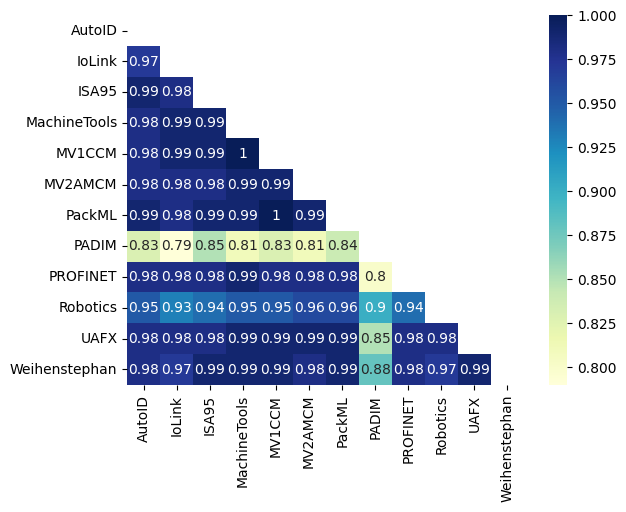 AutoID
IoLink 0.97
ISA95 0.99 0.98
MachineTools 0.98 0.99 0.99
MV1CCM 0.98 0.99 0.99 1
MV2AMCM 0.98 0.98 0.98 0.99 0.99
PackML 0.99 0.98 0.99 0.99 1 0.99
PADIM 0.83 0.79 0.85 0.81 0.83 0.81 0.84
PROFINET 0.98 0.98 0.98 0.99 0.98 0.98 0.98 0.8
Robotics 0.95 0.93 0.94 0.95 0.95 0.96 0.96 0.9 0.94
UAFX 0.98 0.98 0.98 0.99 0.99 0.99 0.99 0.85 0.98 0.98
Weihenstephan 0.98 0.97 0.99 0.99 0.99 0.98 0.99 0.88 0.98 0.97 0.99
AutoID
IoLink
ISA95
MachineTools
MV1CCM
MV2AMCM
PackML
PADIM
PROFINET
Robotics
UAFX
Weihenstephan
1.000
0.975
0.950
0.925
0.900
0.875
0.850
0.825
0.800